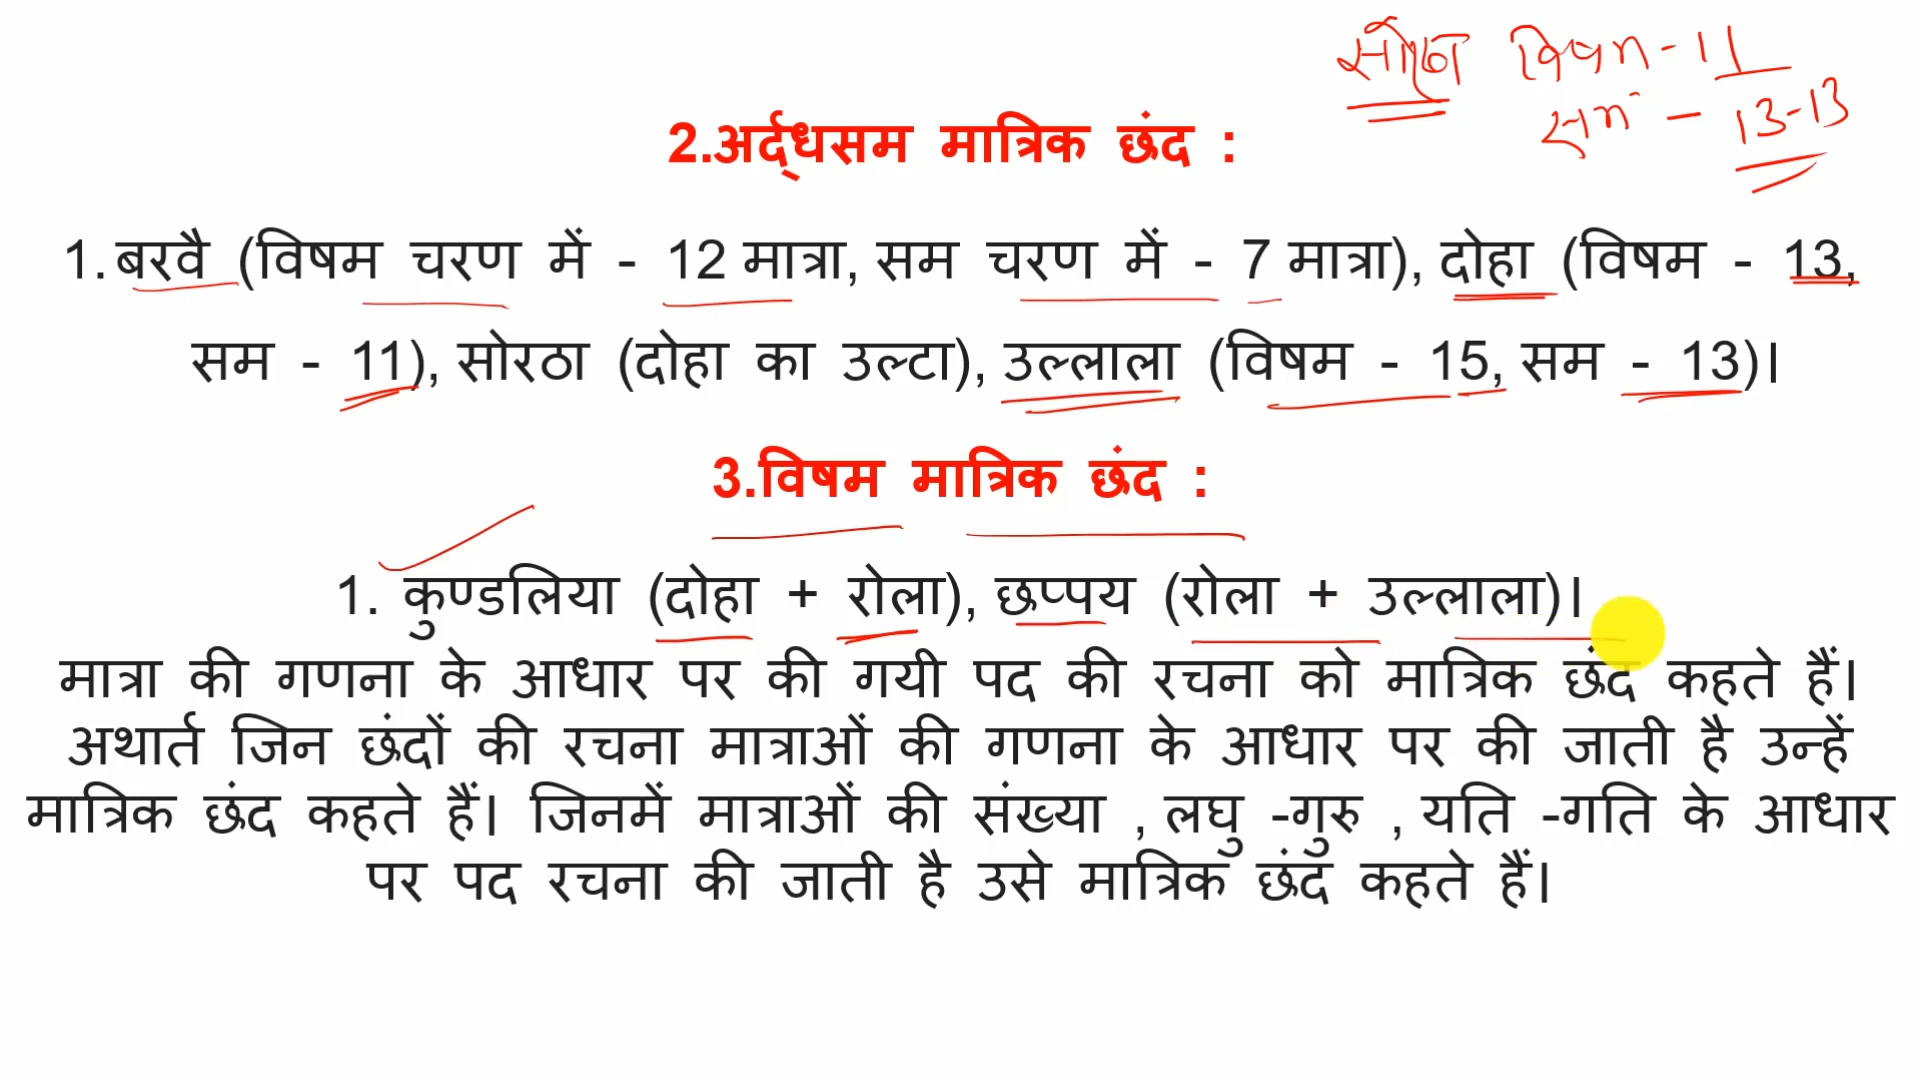 सोरठा विषम - 11
सम - 13-13
2.अर्द्धसम मात्रिक छंद :
1. बरवै (विषम चरण में - 12 मात्रा, सम चरण में - 7 मात्रा), दोहा (विषम - 13,
सम - 11), सोरठा (दोहा का उल्टा), उल्लाला (विषम - 15, सम - 13)।
3.विषम मात्रिक छंद :
1. कुण्डलिया (दोहा + रोला), छप्पय (रोला + उल्लाला)।
मात्रा की गणना के आधार पर की गयी पद की रचना को मात्रिक छंद कहते हैं।
अथार्त जिन छंदों की रचना मात्राओं की गणना के आधार पर की जाती है उन्हें
मात्रिक छंद कहते हैं। जिनमें मात्राओं की संख्या , लघु -गुरु , यति -गति के आधार
पर पद रचना की जाती है उसे मात्रिक छंद कहते हैं।